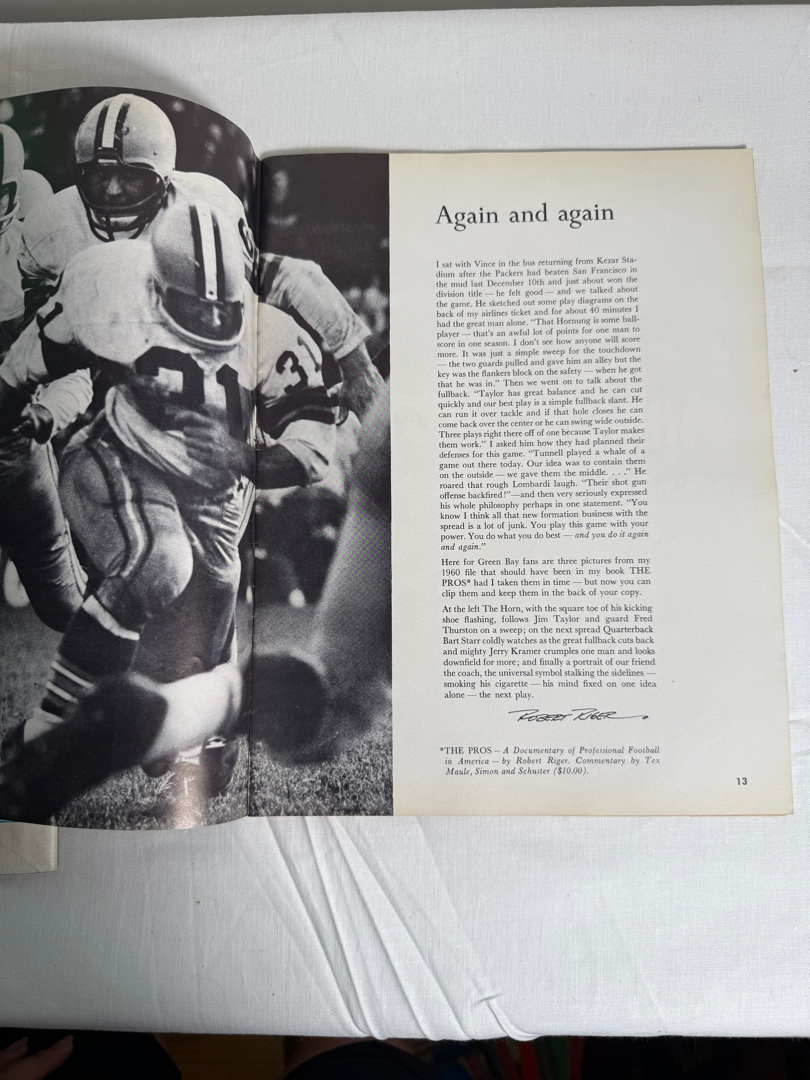 Again and again
I sat with Vince in the bus returning from Kezar Sta-
dium after the Packers had beaten San Francisco in
the mud last December 10th and just about won the
division title — he felt good — and we talked about
the game. He sketched out some play diagrams on the
back of my airlines ticket and for about 40 minutes I
had the great man alone. “That Hornung is some ball-
player — that’s an awful lot of points for one man to
score in one season. I don’t see how anyone will score
more. It was just a simple sweep for the touchdown
— the two guards pulled and gave him an alley but the
key was the flankers block on the safety — when he got
that he was in.” Then we went on to talk about the
fullback. “Taylor has great balance and he can cut
quickly and our best play is a simple fullback slant. He
can run it over tackle and if that hole closes he can
come back over the center or he can swing wide outside.
Three plays right there off of one because Taylor makes
them work.” I asked him how they had planned their
defenses for this game. “Tunnell played a whale of a
game out there today. Our idea was to contain them
on the outside — we gave them the middle. . . .” He
roared that rough Lombardi laugh. “Their shot gun
offense backfired!”—and then very seriously expressed
his whole philosophy perhaps in one statement. “You
know I think all that new formation business with the
spread is a lot of junk. You play this game with your
power. You do what you do best — and you do it again
and again.”
Here for Green Bay fans are three pictures from my
1960 file that should have been in my book THE
PROS* had I taken them in time — but now you can
clip them and keep them in the back of your copy.
At the left The Horn, with the square toe of his kicking
shoe flashing, follows Jim Taylor and guard Fred
Thurston on a sweep; on the next spread Quarterback
Bart Starr coldly watches as the great fullback cuts back
and mighty Jerry Kramer crumples one man and looks
downfield for more; and finally a portrait of our friend
the coach, the universal symbol stalking the sidelines —
smoking his cigarette — his mind fixed on one idea
alone — the next play.
ROBERT RIGER
*THE PROS — A Documentary of Professional Football
in America — by Robert Riger. Commentary by Tex
Maule, Simon and Schuster ($10.00).
13
31